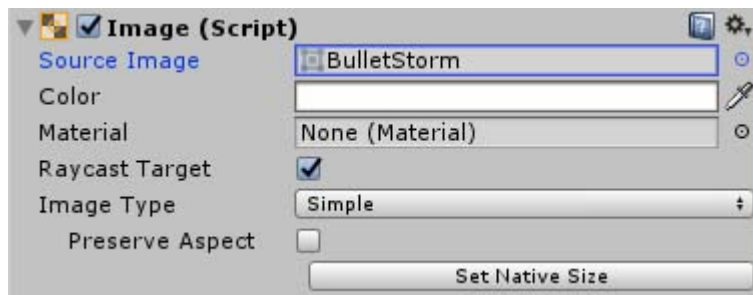 Image (Script)
Source Image BulletStorm
Color
Material None (Material)
Raycast Target
Image Type Simple
Preserve Aspect
Set Native Size